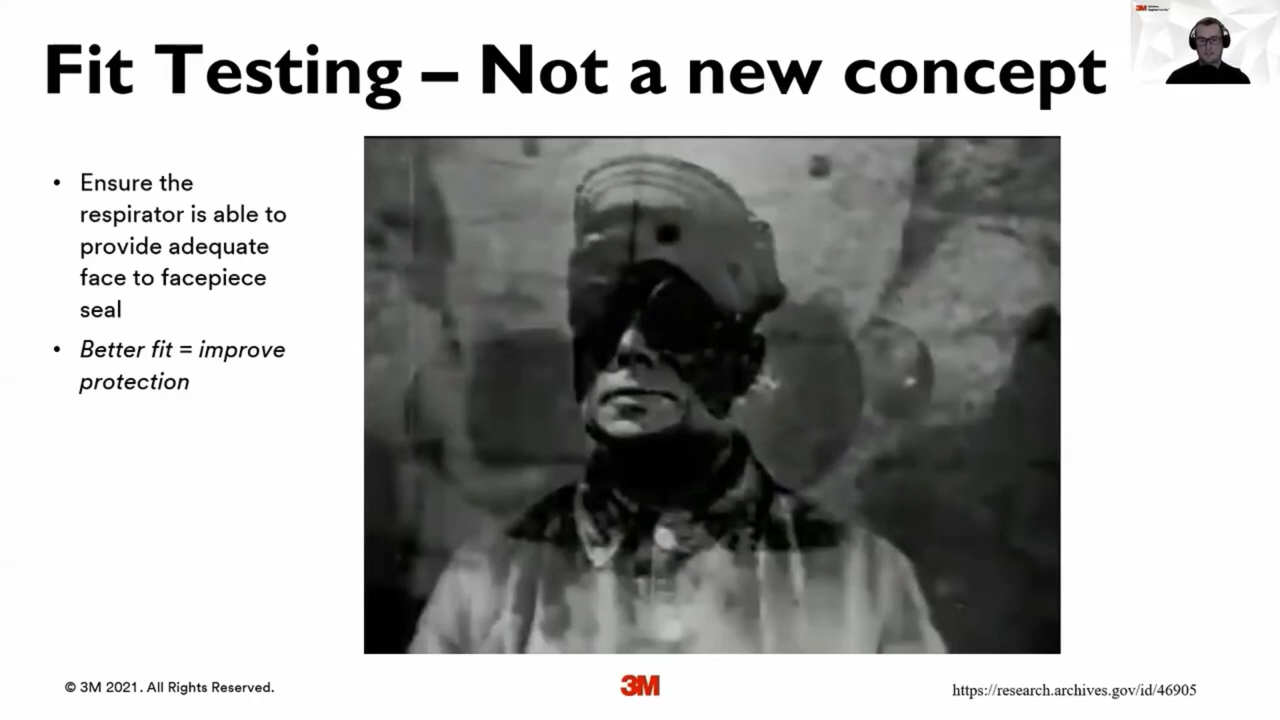 Fit Testing – Not a new concept
• Ensure the
respirator is able to
provide adequate
face to facepiece
seal
• Better fit = improve
protection
© 3M 2021. All Rights Reserved.
3M
https://research.archives.gov/id/46905
3M